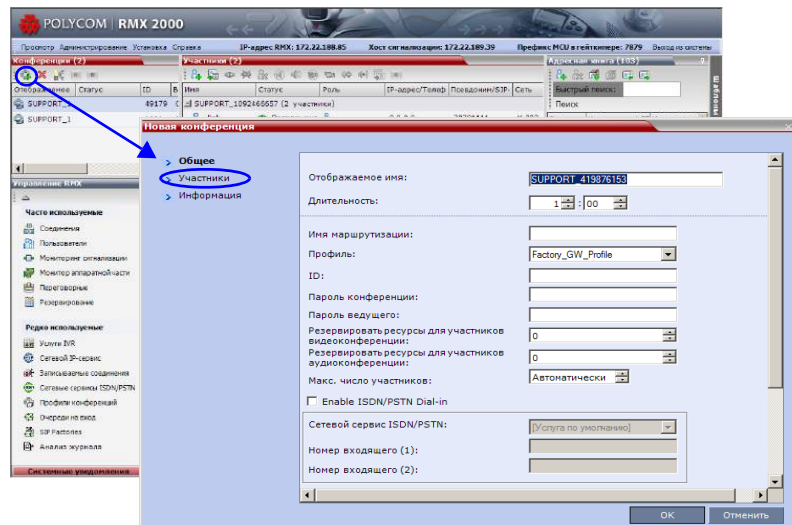 POLYCOM | RMX 2000
Просмотр Администрирование Установка Справка IP-адрес RMX: 172.22.188.85 Хост сигнализации: 172.22.189.39 Префикс MCU в гейткипере: 7879 Выход из системы
Конференции (2)
Участники (2)
Адресная книга (103)
Отображаемое Статус ID В
Имя Статус Роль IP-адрес/Телеф Псевдоним/SIP- Сеть
Быстрый поиск:
Поиск
SUPPORT_ 49179
SUPPORT_1092466657 (2 участники)
SUPPORT_1
Новая конференция
Общее
Участники
Информация
Управление RMX
Часто используемые
Соединения
Пользователи
Мониторинг сигнализации
Монитор аппаратной части
Переговорные
Резервирование
Редко используемые
Услуги IVR
Сетевой IP-сервис
Записываемые соединения
Сетевые сервисы ISDN/PSTN
Профили конференций
Очереди на вход
SIP Factories
Анализ журнала
Системные уведомления
Отображаемое имя: SUPPORT_419876153
Длительность: 1 : 00
Имя маршрутизации:
Профиль: Factory_GW_Profile
ID:
Пароль конференции:
Пароль ведущего:
Резервировать ресурсы для участников видеоконференции: 0
Резервировать ресурсы для участников аудиоконференции: 0
Макс. число участников: Автоматически
Enable ISDN/PSTN Dial-in
Сетевой сервис ISDN/PSTN: [Услуга по умолчанию]
Номер входящего (1):
Номер входящего (2):
OK Отменить